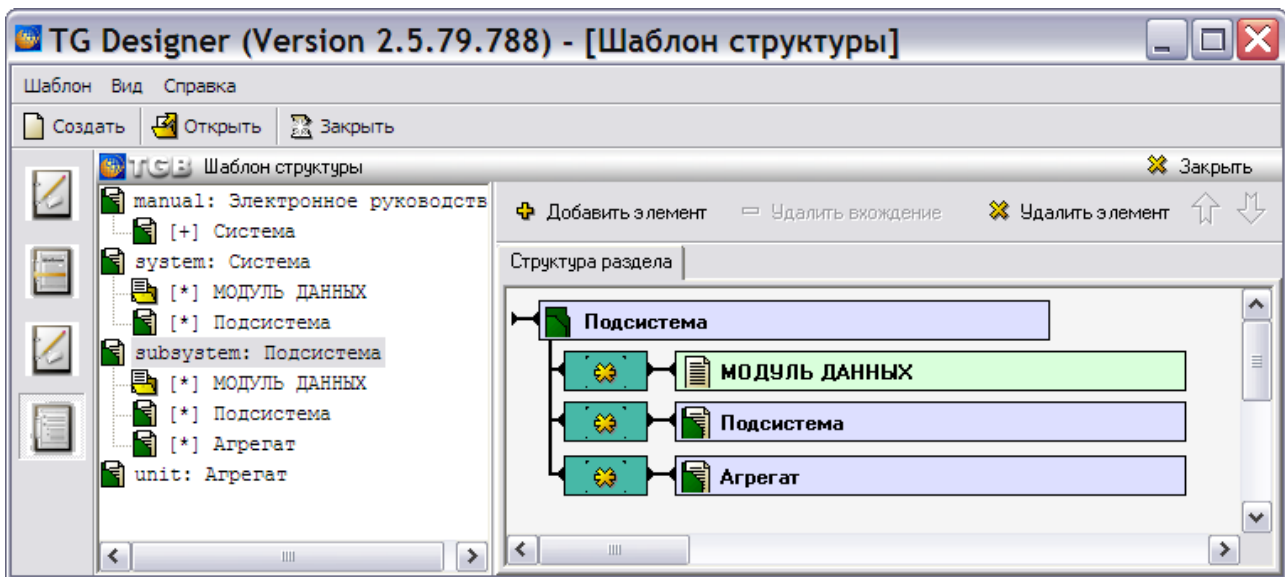 TG Designer (Version 2.5.79.788) - [Шаблон структуры]
Шаблон Вид Справка
Создать Открыть Закрыть
TGB Шаблон структуры Закрыть
manual: Электронное руководств
[+] Система
system: Система
[*] МОДУЛЬ ДАННЫХ
[*] Подсистема
subsystem: Подсистема
[*] МОДУЛЬ ДАННЫХ
[*] Подсистема
[*] Агрегат
unit: Агрегат
Добавить элемент Удалить вхождение Удалить элемент
Структура раздела
Подсистема
МОДУЛЬ ДАННЫХ
Подсистема
Агрегат